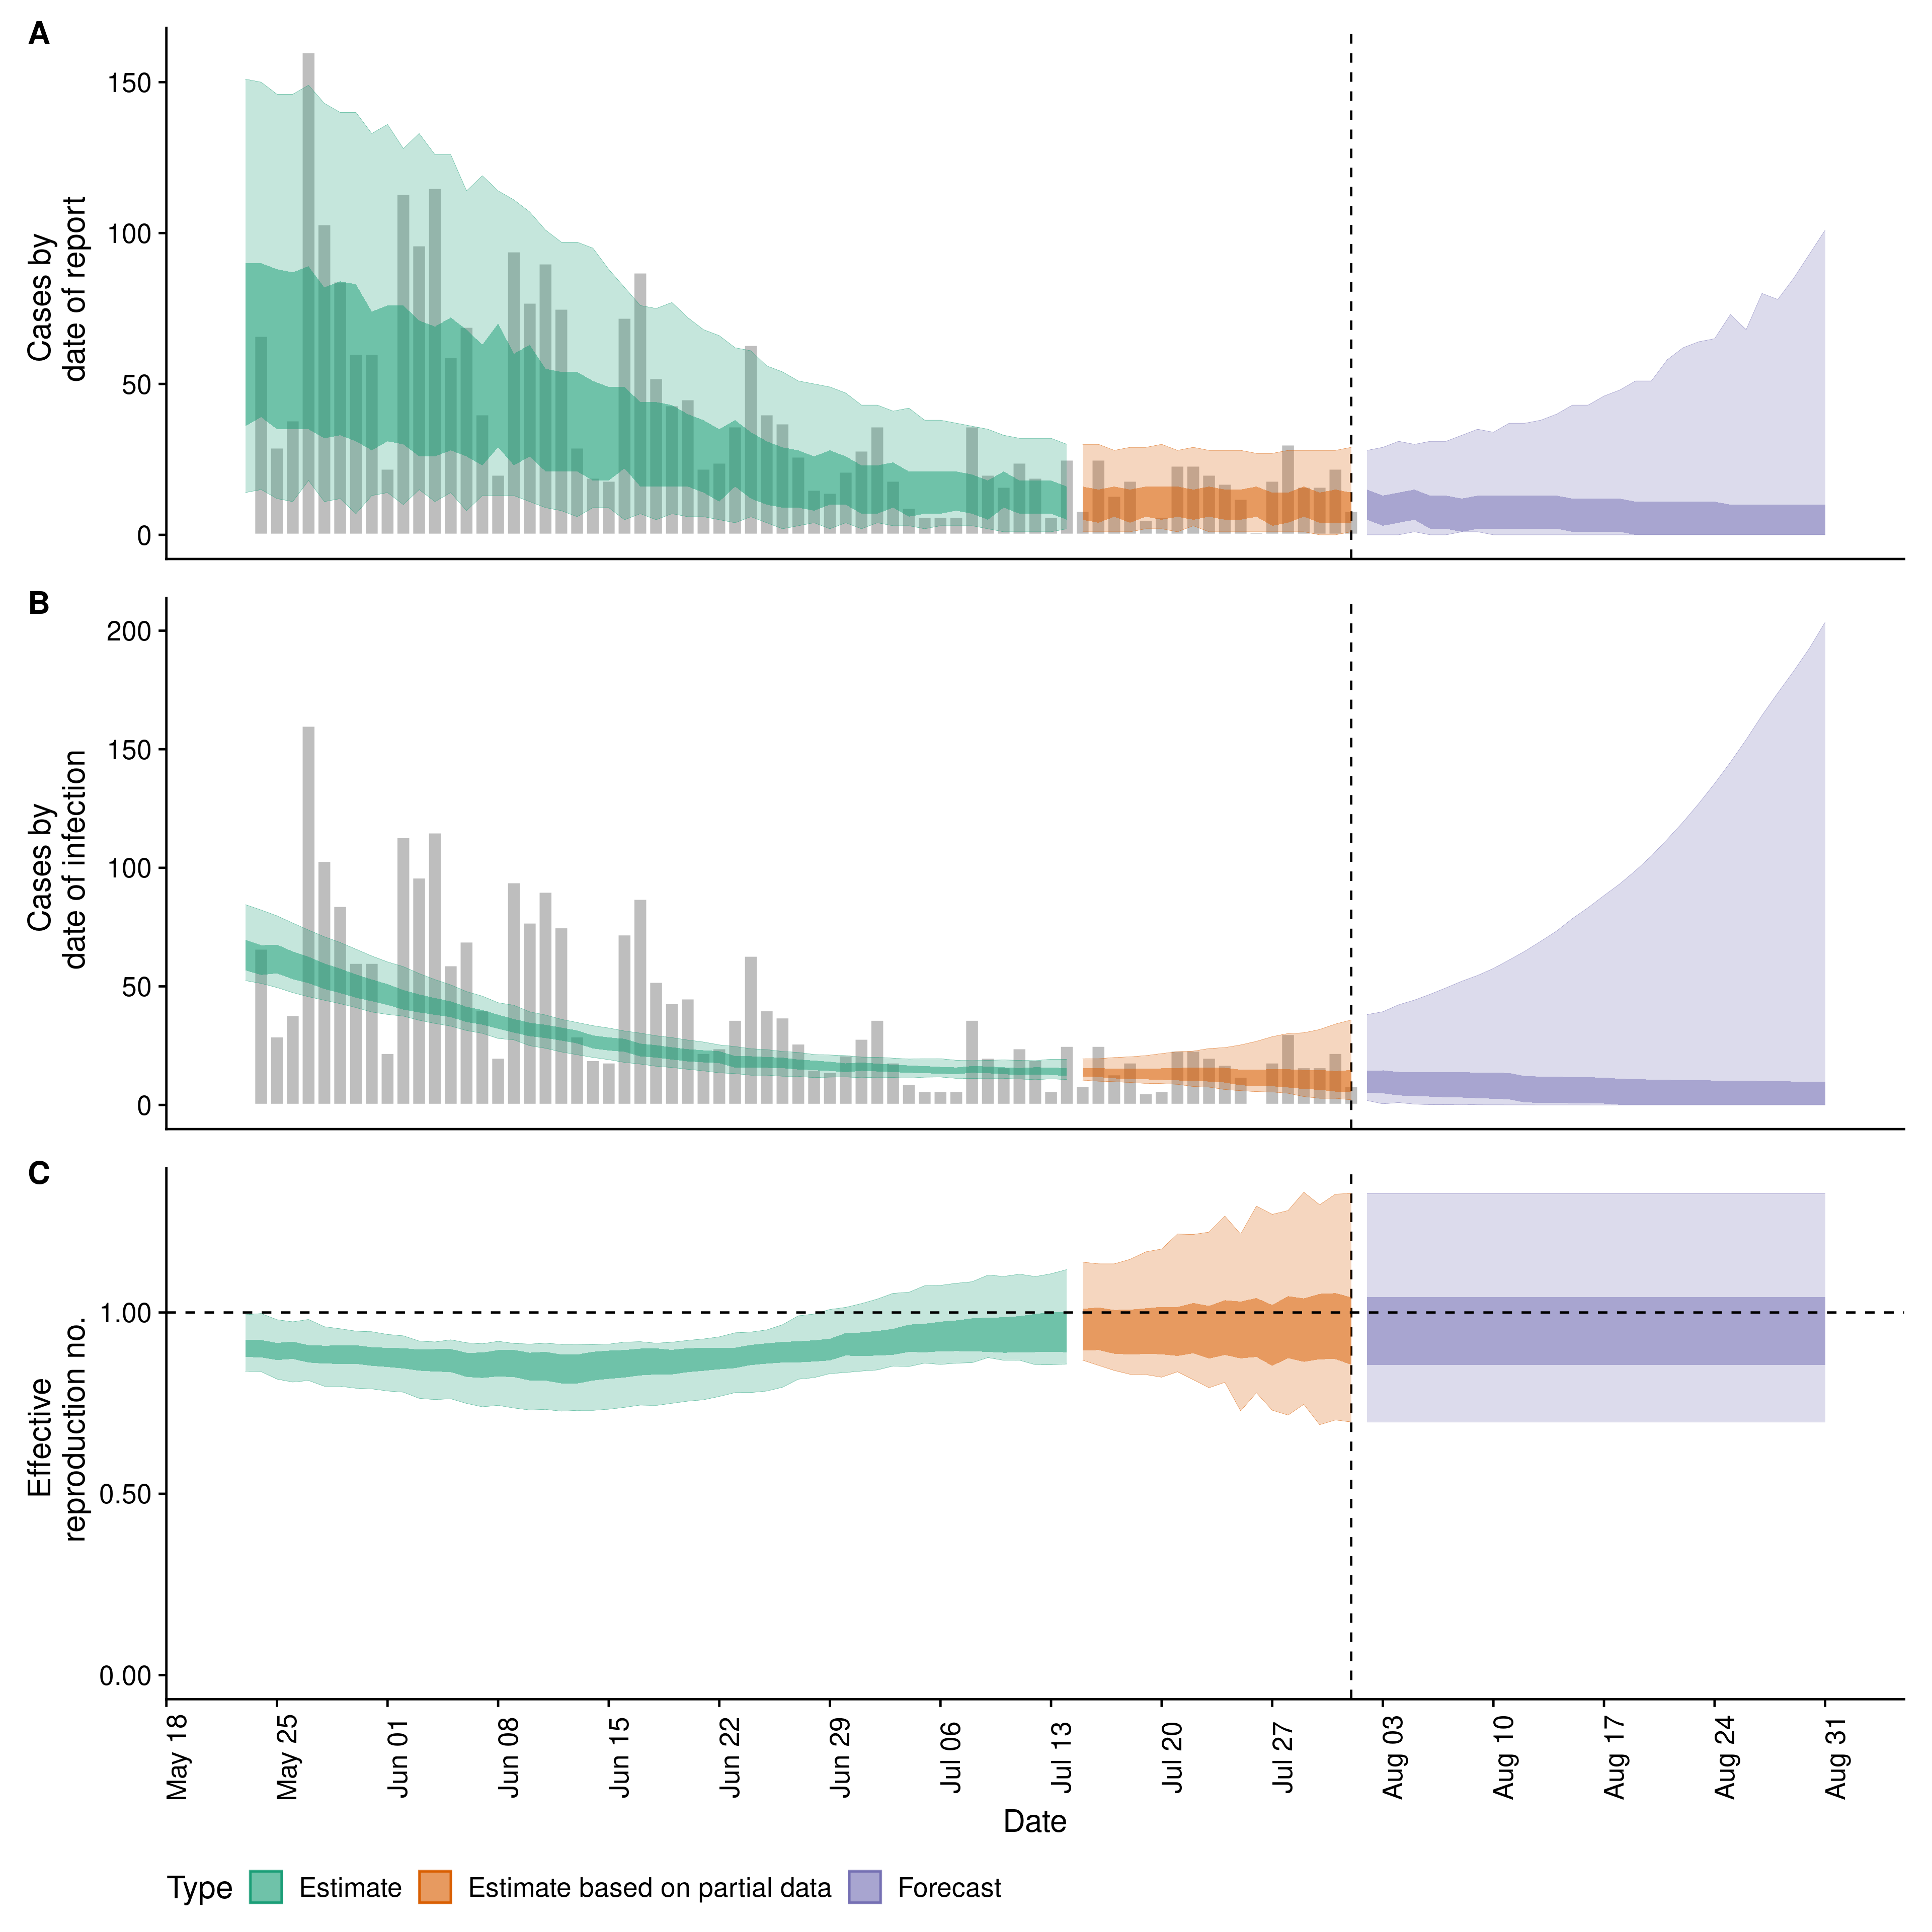 A
Cases by
date of report
150
100
50
0
B
Cases by
date of infection
200
150
100
50
0
C
Effective
reproduction no.
1.00
0.50
0.00
May 18
May 25
Jun 01
Jun 08
Jun 15
Jun 22
Jun 29
Jul 06
Jul 13
Jul 20
Jul 27
Aug 03
Aug 10
Aug 17
Aug 24
Aug 31
Date
Type Estimate Estimate based on partial data Forecast